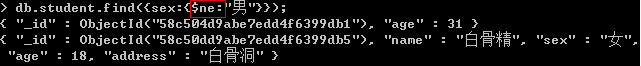 > db.student.find({sex:{$ne:"男"}});
{ "_id" : ObjectId("58c504d9abe7edd4f6399db1"), "age" : 31 }
{ "_id" : ObjectId("58c50dd9abe7edd4f6399db5"), "name" : "白骨精", "sex" : "女",
"age" : 18, "address" : "白骨洞" }